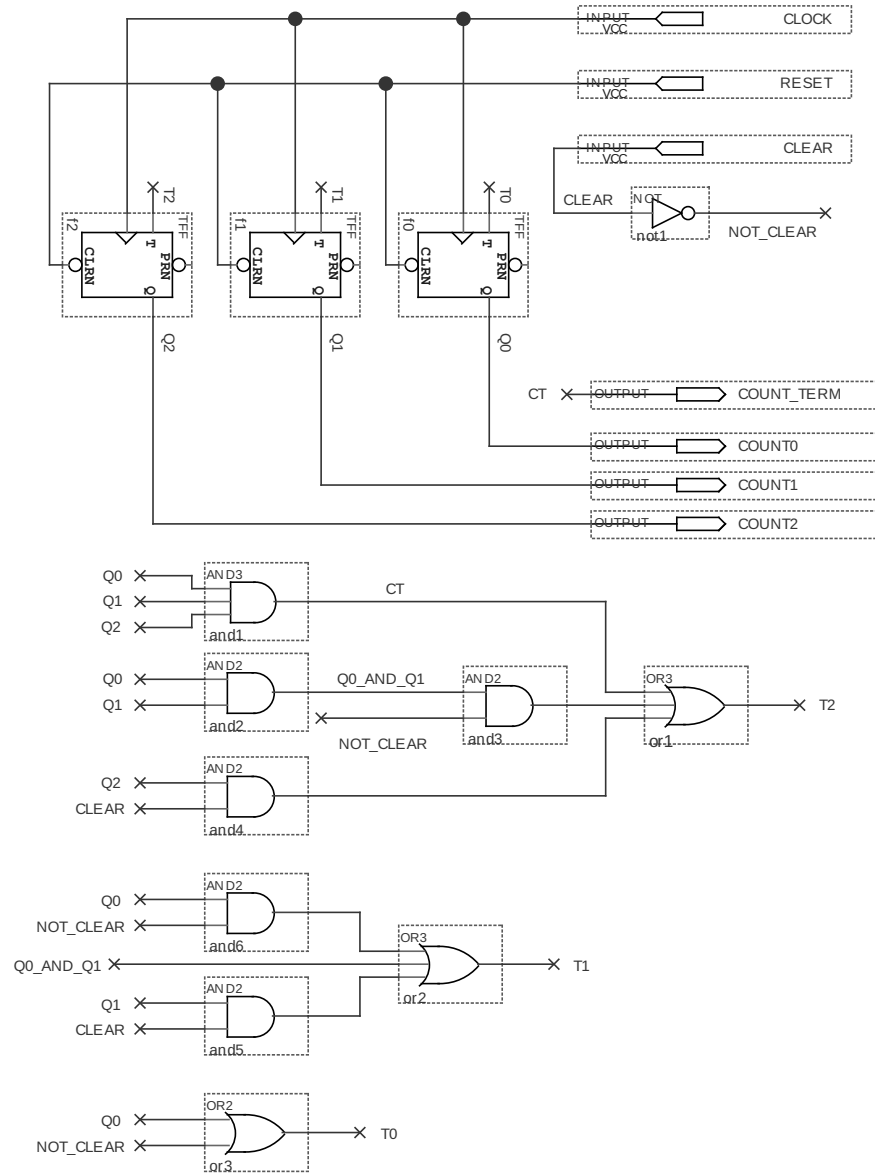 INPUT
VCC
CLOCK
INPUT
VCC
RESET
INPUT
VCC
CLEAR
CLEAR
NOT
not1
NOT_CLEAR
T2
T1
T0
f2
TFF
CLRN
T
PRN
Q
f1
TFF
CLRN
T
PRN
Q
f0
TFF
CLRN
T
PRN
Q
Q2
Q1
Q0
CT
OUTPUT
COUNT_TERM
OUTPUT
COUNT0
OUTPUT
COUNT1
OUTPUT
COUNT2
Q0
Q1
Q2
AND3
and1
CT
Q0
Q1
AND2
and2
Q0_AND_Q1
NOT_CLEAR
AND2
and3
OR3
or1
T2
Q2
CLEAR
AND2
and4
Q0
NOT_CLEAR
AND2
and6
Q0_AND_Q1
OR3
or2
T1
Q1
CLEAR
AND2
and5
Q0
NOT_CLEAR
OR2
or3
T0